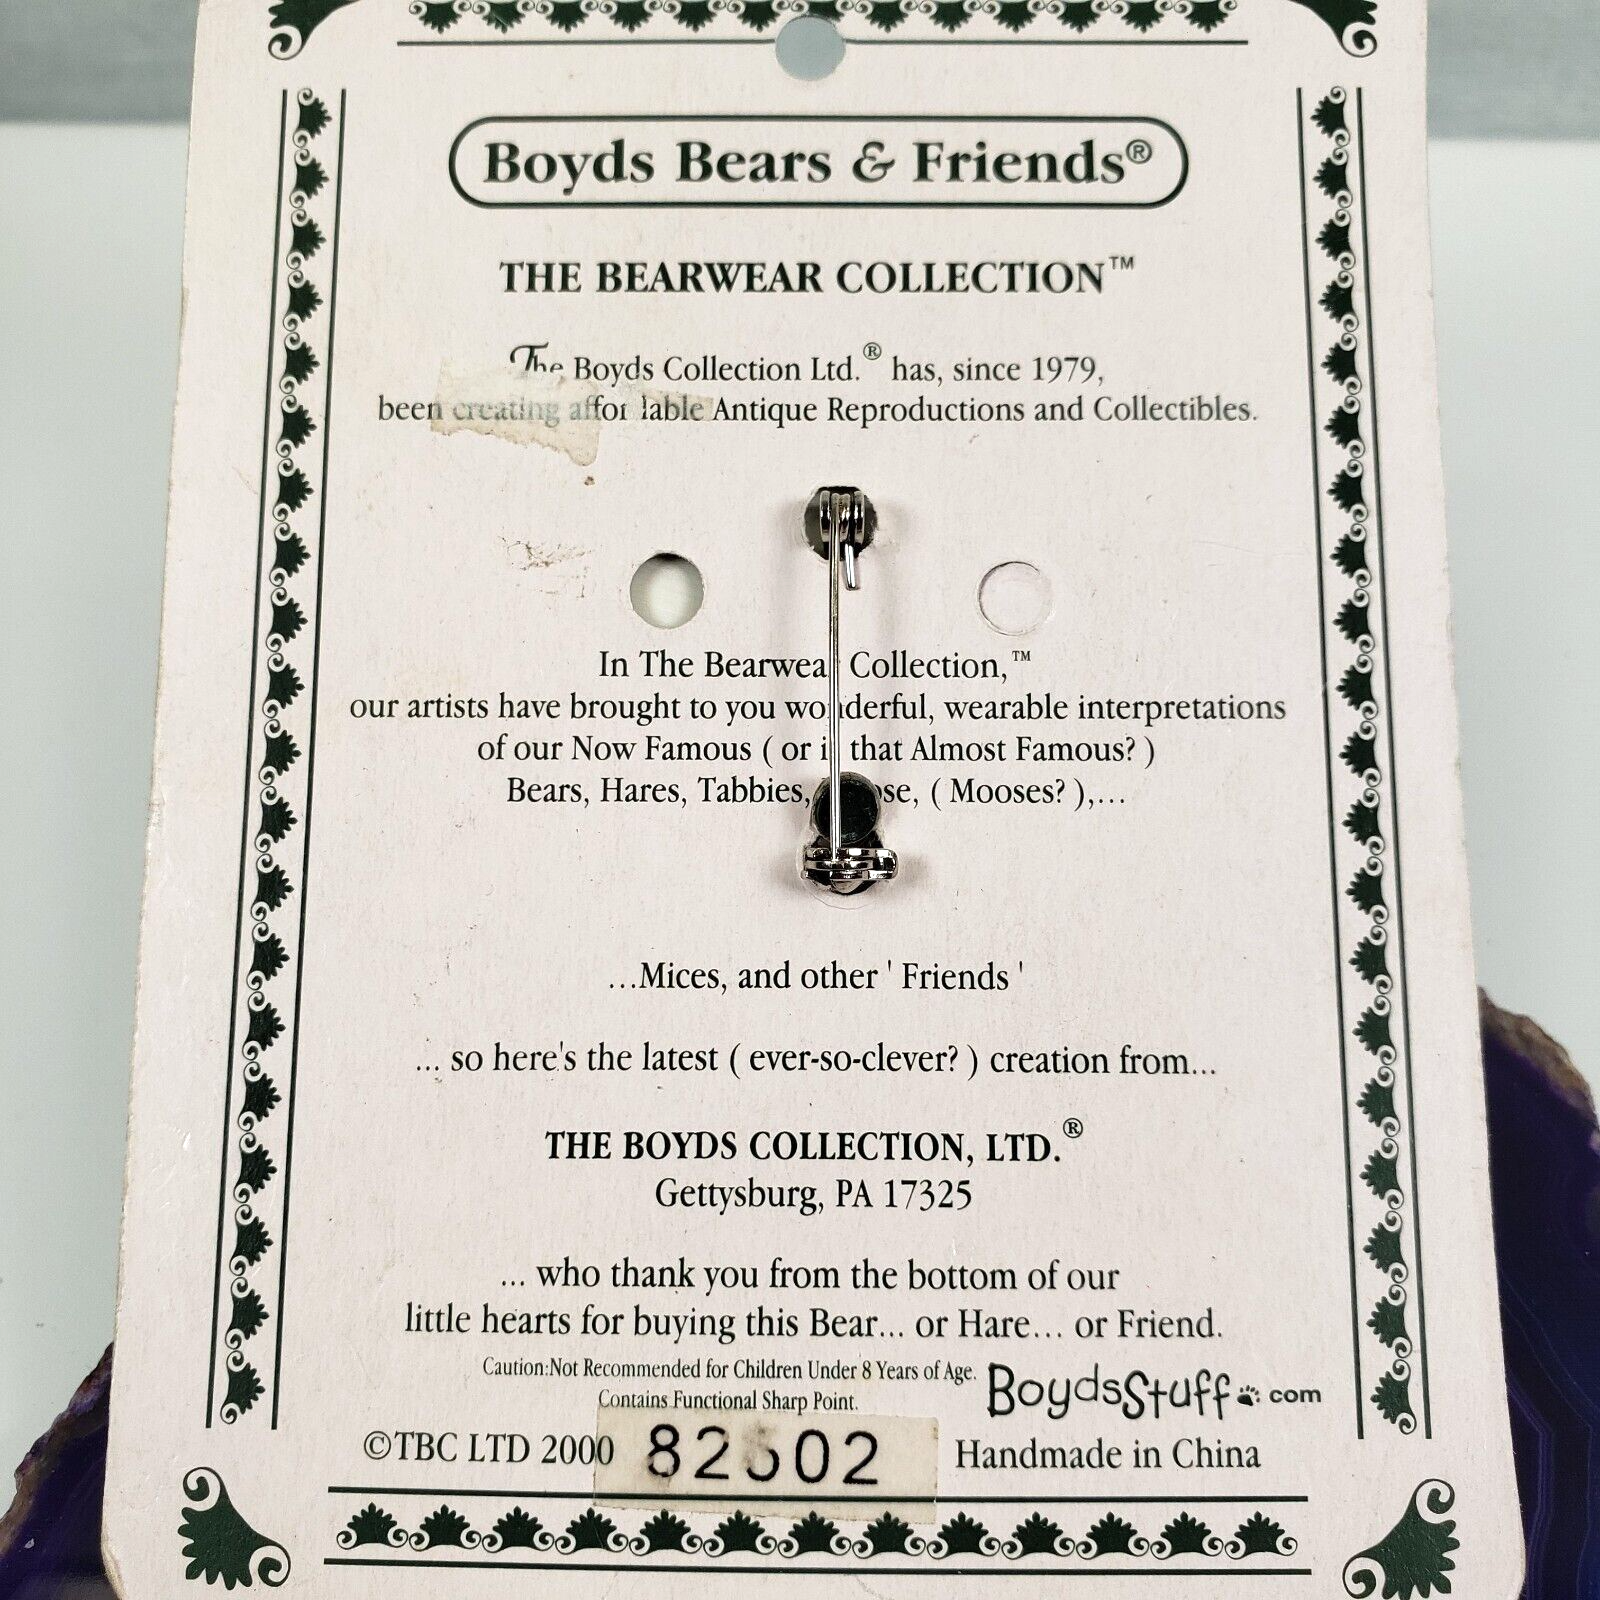 Boyds Bears & Friends®
THE BEARWEAR COLLECTION™
The Boyds Collection Ltd.® has, since 1979,
been creating affordable Antique Reproductions and Collectibles.
In The Bearwear Collection,™
our artists have brought to you wonderful, wearable interpretations
of our Now Famous ( or is that Almost Famous? )
Bears, Hares, Tabbies, ( Mooses? ),...
...Mices, and other ' Friends '
... so here's the latest ( ever-so-clever? ) creation from...
THE BOYDS COLLECTION, LTD.®
Gettysburg, PA 17325
... who thank you from the bottom of our
little hearts for buying this Bear... or Hare... or Friend.
Caution:Not Recommended for Children Under 8 Years of Age.
Contains Functional Sharp Point.
BoydsStuff.com
©TBC LTD 2000
Handmade in China